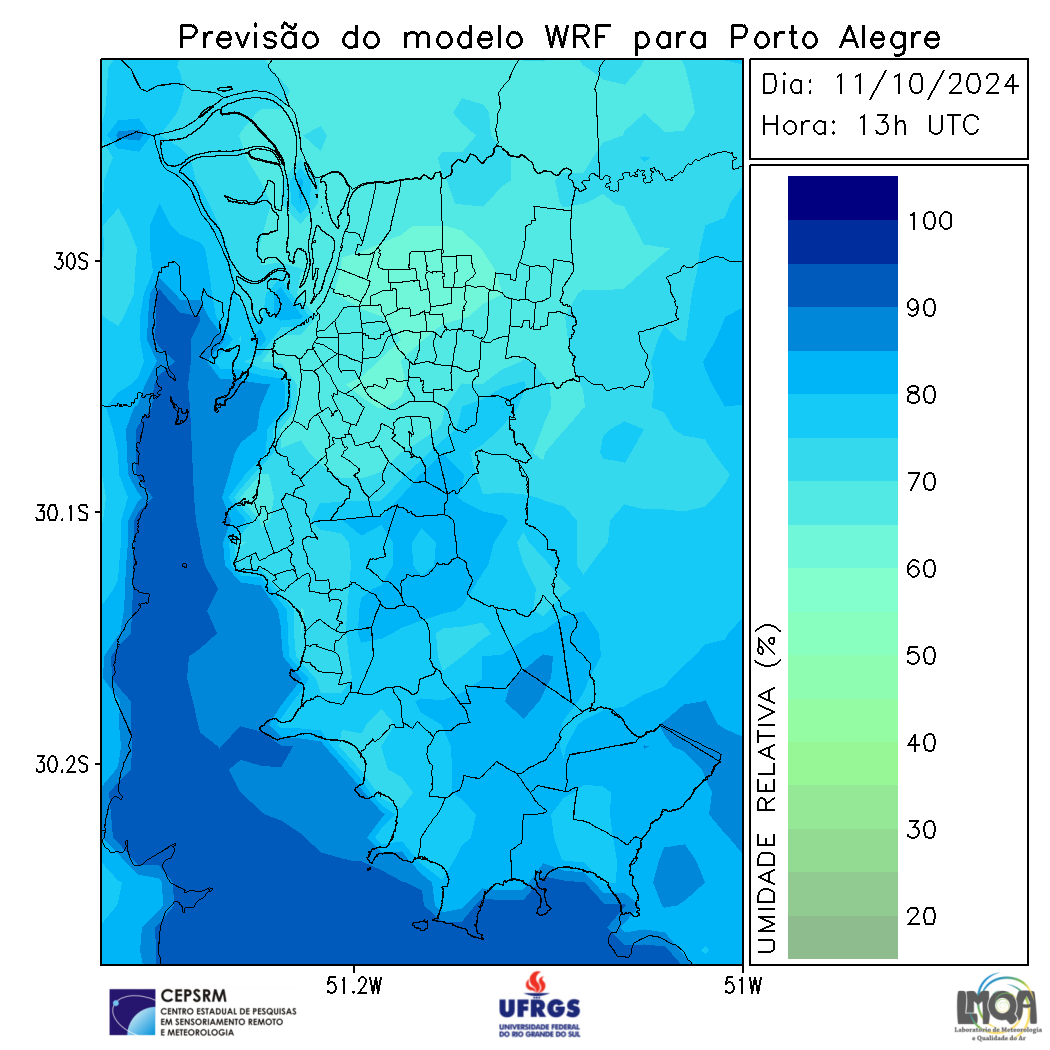 Previsão do modelo WRF para Porto Alegre
Dia: 11/10/2024
Hora: 13h UTC
100
90
80
70
60
50
40
30
20
UMIDADE RELATIVA (%)
30S
30.1S
30.2S
51.2W
51W
CEPSRM
CENTRO ESTADUAL DE PESQUISAS
EM SENSORIAMENTO REMOTO
E METEOROLOGIA
UFRGS
UNIVERSIDADE FEDERAL
DO RIO GRANDE DO SUL
LMQA
Laboratório de Meteorologia
e Qualidade do Ar